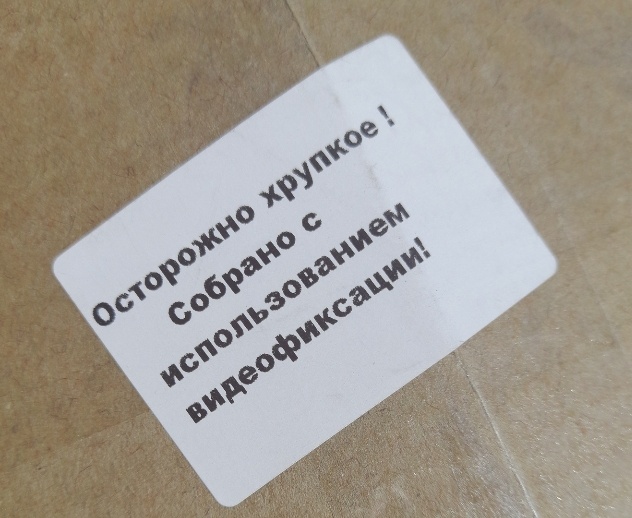 Осторожно хрупкое !
Собрано с
использованием
видеофиксации!